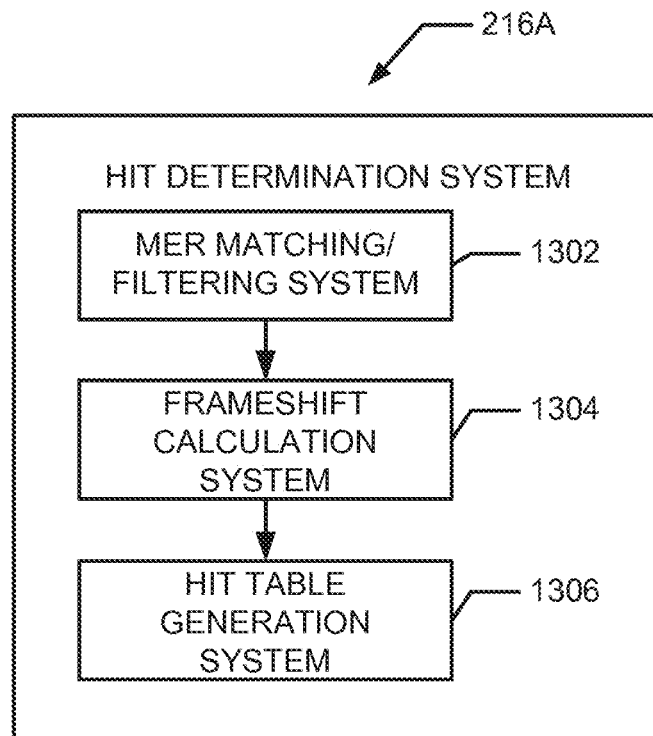 216A
HIT DETERMINATION SYSTEM
MER MATCHING/
FILTERING SYSTEM
1302
FRAMESHIFT
CALCULATION
SYSTEM
1304
HIT TABLE
GENERATION
SYSTEM
1306